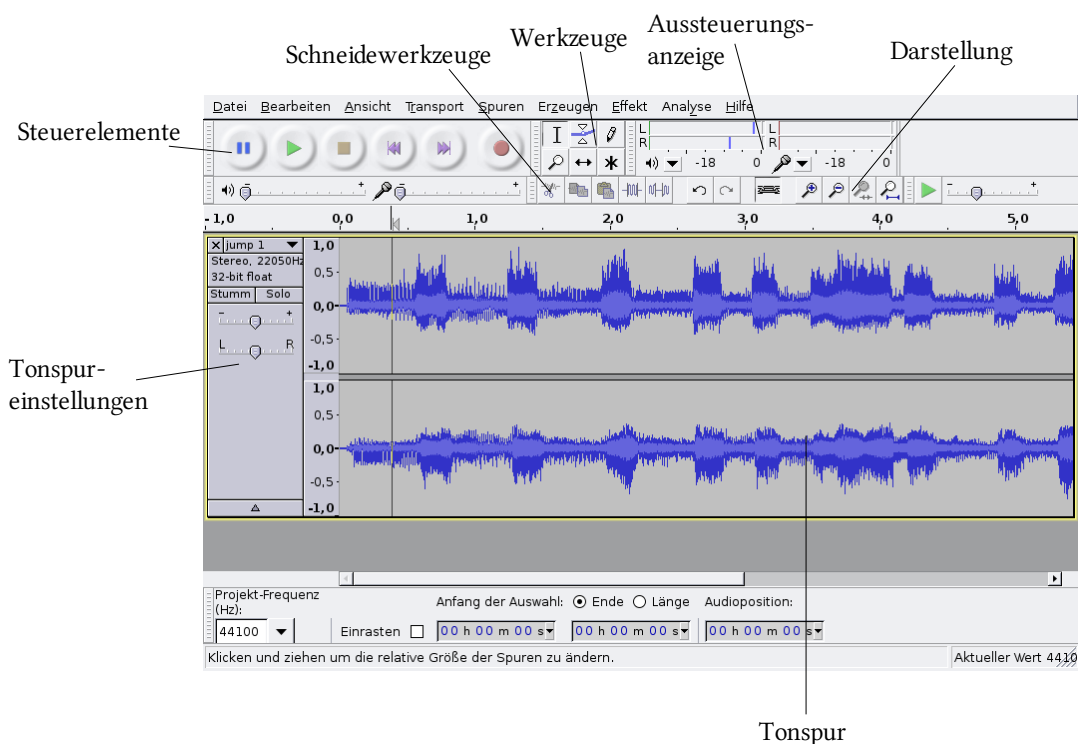 Schneidewerkzeuge
Werkzeuge
Aussteuerungs-
anzeige
Darstellung
Steuerelemente
Datei Bearbeiten Ansicht Transport Spuren Erzeugen Effekt Analyse Hilfe
L
R
-18 0
L
R
-18 0
- + - +
- +
- 1,0 0,0 1,0 2,0 3,0 4,0 5,0
X jump 1
Stereo, 22050Hz
32-bit float
Stumm Solo
- +
L R
1,0
0,5
0,0
-0,5
-1,0
1,0
0,5
0,0
-0,5
-1,0
Tonspur-
einstellungen
Projekt-Frequenz
(Hz):
44100
Anfang der Auswahl: Ende Länge Audioposition:
Einrasten 00 h 00 m 00 s 00 h 00 m 00 s 00 h 00 m 00 s
Klicken und ziehen um die relative Größe der Spuren zu ändern.
Aktueller Wert 4410
Tonspur